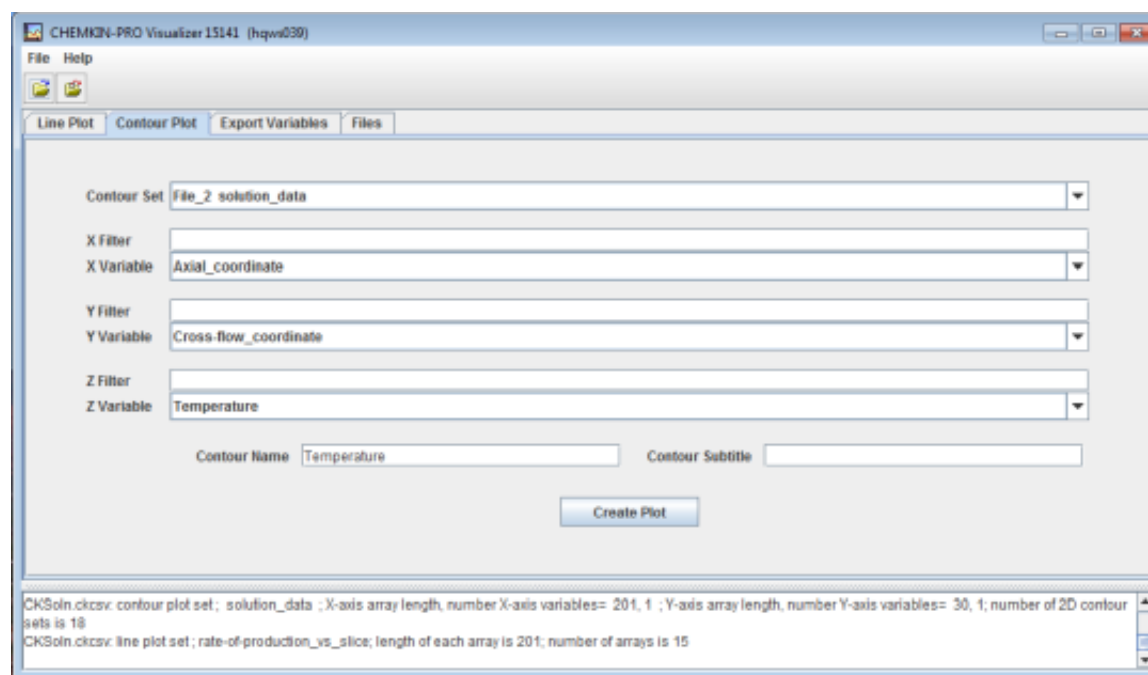 CHEMKIN-PRO Visualizer 15141 (hqws039)
File Help
Line Plot Contour Plot Export Variables Files
Contour Set File_2 solution_data
X Filter
X Variable Axial_coordinate
Y Filter
Y Variable Cross-flow_coordinate
Z Filter
Z Variable Temperature
Contour Name Temperature Contour Subtitle
Create Plot
CKSoln.ckcsv: contour plot set ; solution_data ; X-axis array length, number X-axis variables= 201, 1 ; Y-axis array length, number Y-axis variables= 30, 1; number of 2D contour
sets is 18
CKSoln.ckcsv: line plot set ; rate-of-production_vs_slice; length of each array is 201; number of arrays is 15